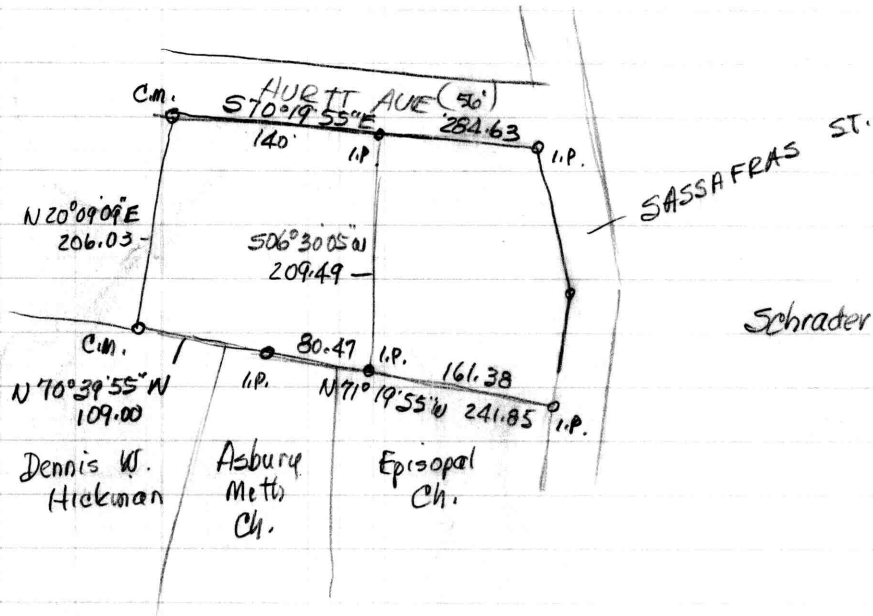 HURTT AVE (50')
C.M.
S70°19'55"E
284.63
140'
I.P.
I.P.
SASSAFRAS ST.
N20°09'09"E
206.03
S06°30'05"W
209.49
Schrader
C.M.
80.47
I.P.
161.38
I.P.
N70°39'55"W
109.00
N71°19'55"W
241.85
I.P.
Dennis W.
Hickman
Asbury
Meth
Ch.
Episopal
Ch.